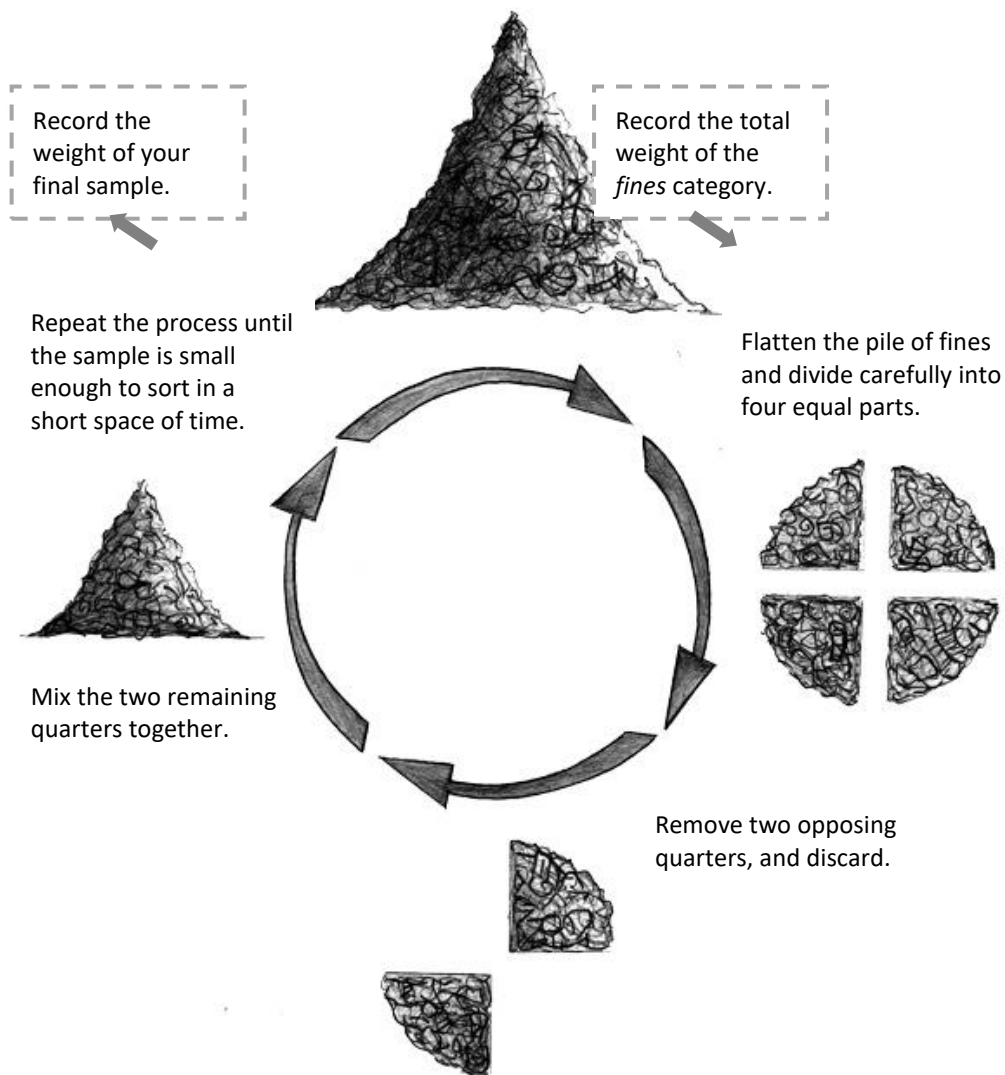 Record the
weight of your
final sample.
Record the total
weight of the
fines category.
Repeat the process until
the sample is small
enough to sort in a
short space of time.
Flatten the pile of fines
and divide carefully into
four equal parts.
Mix the two remaining
quarters together.
Remove two opposing
quarters, and discard.